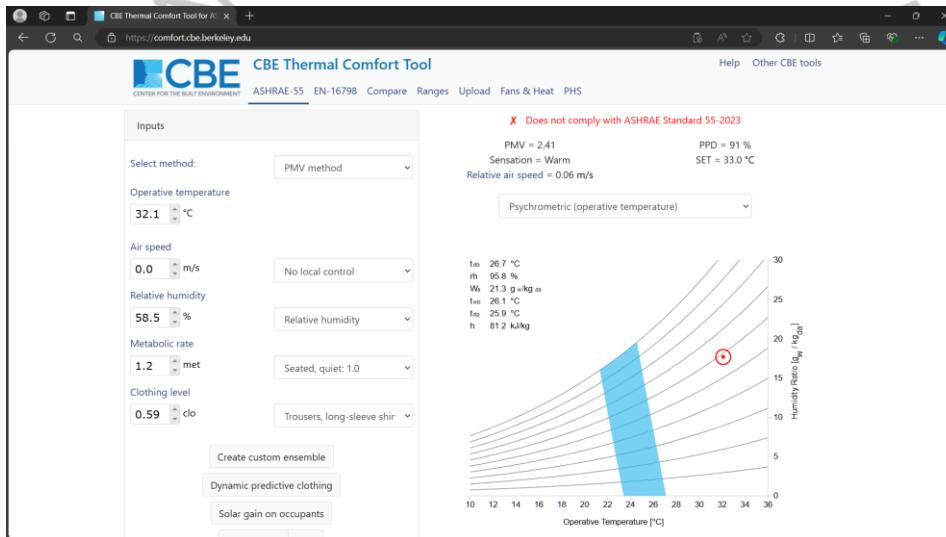 CBE Thermal Comfort Tool for A
https://comfort.cbe.berkeley.edu
CBE
CENTER FOR THE BUILT ENVIRONMENT
CBE Thermal Comfort Tool
Help Other CBE tools
ASHRAE-55 EN-16798 Compare Ranges Upload Fans & Heat PHS
Inputs
Select method:
PMV method
Operative temperature
32.1 °C
Air speed
0.0 m/s
No local control
Relative humidity
58.5 %
Relative humidity
Metabolic rate
1.2 met
Seated, quiet: 1.0
Clothing level
0.59 clo
Trousers, long-sleeve shir
Create custom ensemble
Dynamic predictive clothing
Solar gain on occupants
✗ Does not comply with ASHRAE Standard 55-2023
PMV = 2.41 PPD = 91 %
Sensation = Warm SET = 33.0 °C
Relative air speed = 0.06 m/s
Psychrometric (operative temperature)
tdb 26.7 °C
rh 95.8 %
Wa 21.3 g w/kg da
twb 26.1 °C
tdp 25.9 °C
h 81.2 kJ/kg
30
25
20
15
10
5
0
Humidity Ratio [gw / kgda]
10 12 14 16 18 20 22 24 26 28 30 32 34 36
Operative Temperature [°C]